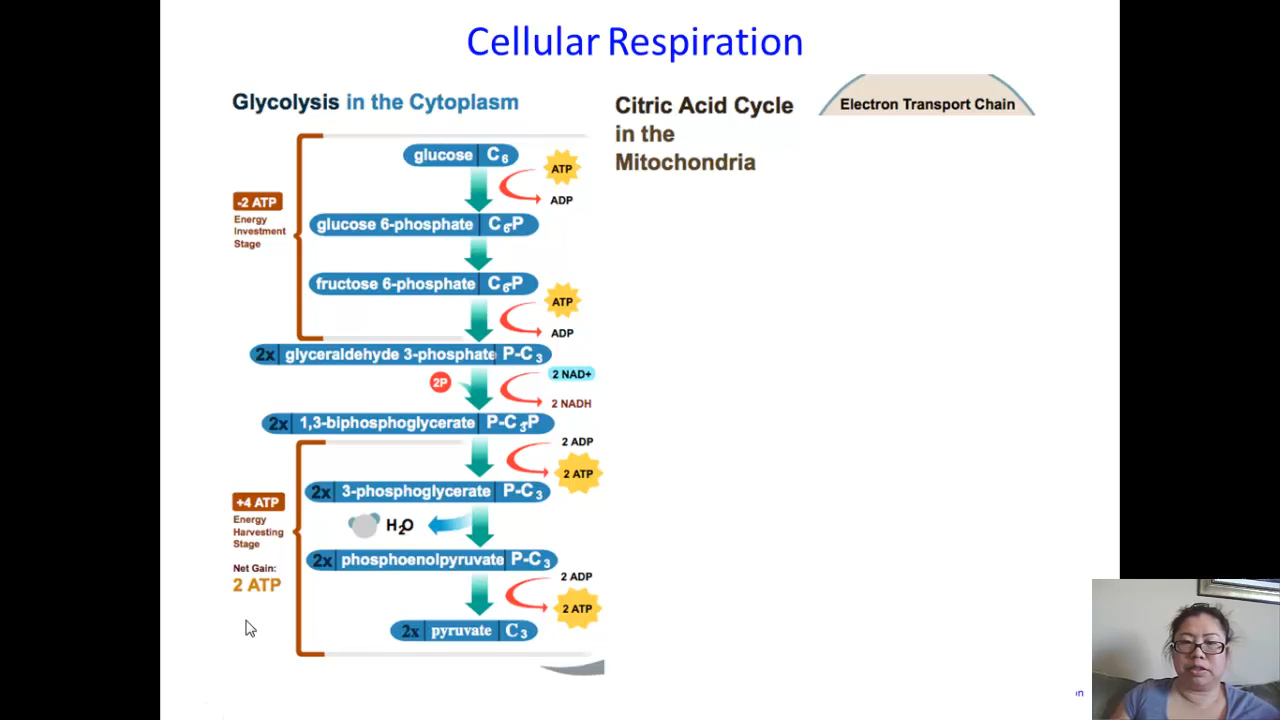 Cellular Respiration
Glycolysis in the Cytoplasm
glucose C6
ATP
ADP
-2 ATP
Energy
Investment
Stage
glucose 6-phosphate C6-P
fructose 6-phosphate C6-P
ATP
ADP
2x glyceraldehyde 3-phosphate P-C3
2P
2 NAD+
2 NADH
2x 1,3-biphosphoglycerate P-C3-P
2 ADP
2 ATP
2x 3-phosphoglycerate P-C3
+4 ATP
Energy
Harvesting
Stage
H2O
2x phosphoenolpyruvate P-C3
Net Gain:
2 ATP
2 ADP
2 ATP
2x pyruvate C3
Citric Acid Cycle
in the
Mitochondria
Electron Transport Chain